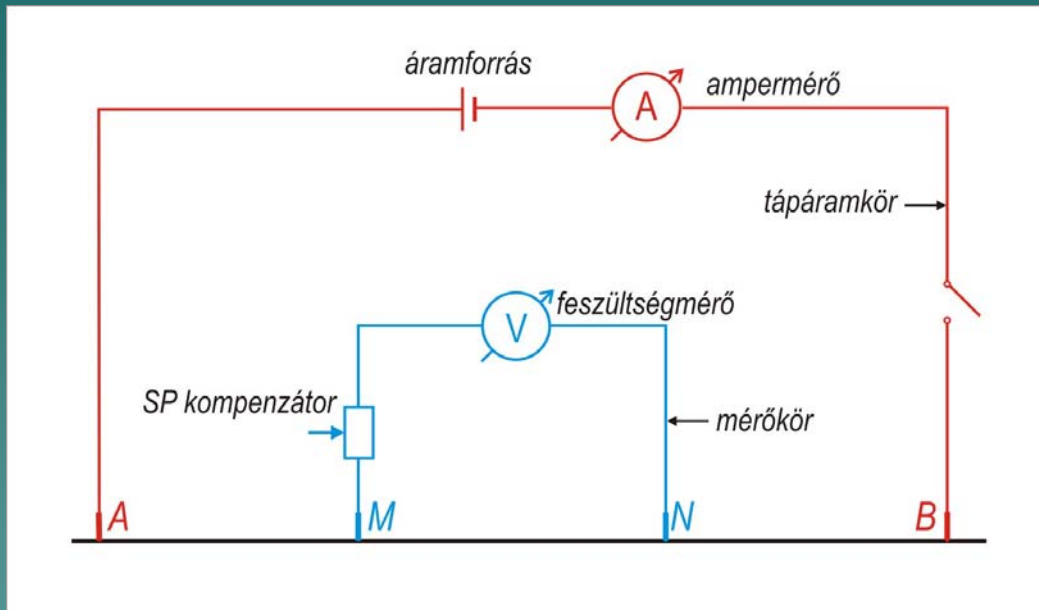 áramforrás
A
ampermérő
tápáramkör
V
feszültségmérő
SP kompenzátor
mérőkör
A
M
N
B